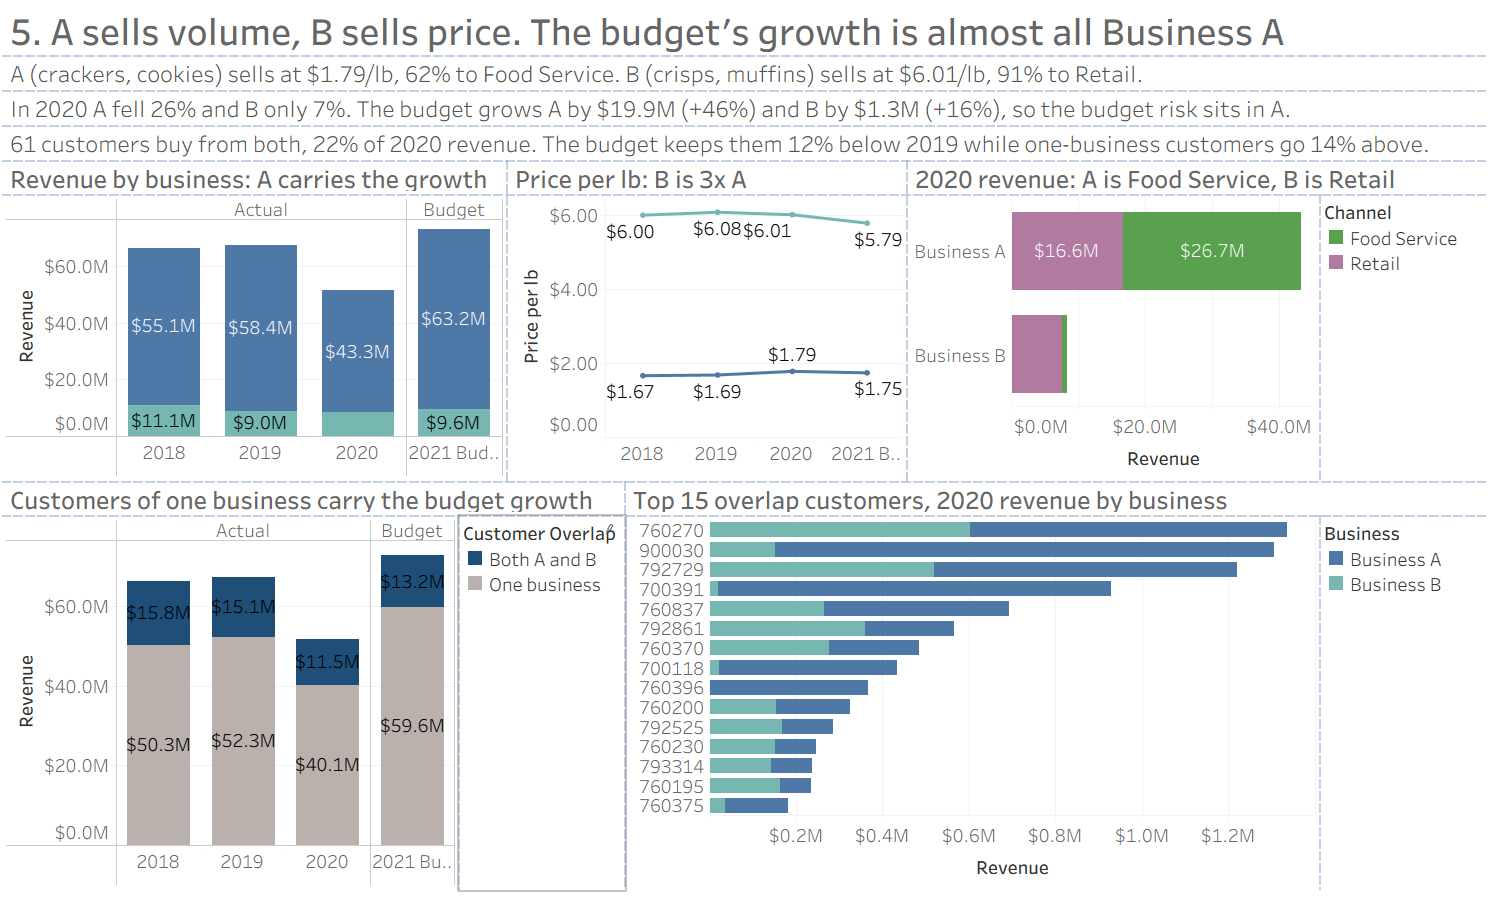 5. A sells volume, B sells price. The budget's growth is almost all Business A
A (crackers, cookies) sells at $1.79/lb, 62% to Food Service. B (crisps, muffins) sells at $6.01/lb, 91% to Retail.
In 2020 A fell 26% and B only 7%. The budget grows A by $19.9M (+46%) and B by $1.3M (+16%), so the budget risk sits in A.
61 customers buy from both, 22% of 2020 revenue. The budget keeps them 12% below 2019 while one-business customers go 14% above.
Revenue by business: A carries the growth
Actual
Budget
Revenue
$60.0M
$40.0M
$20.0M
$0.0M
$55.1M
$58.4M
$43.3M
$63.2M
$11.1M
$9.0M
$9.6M
2018
2019
2020
2021 Bud..
Price per lb: B is 3x A
Price per lb
$6.00
$4.00
$2.00
$0.00
$6.00
$6.08
$6.01
$5.79
$1.67
$1.69
$1.79
$1.75
2018
2019
2020
2021 B..
2020 revenue: A is Food Service, B is Retail
Business A
$16.6M
$26.7M
Business B
$0.0M
$20.0M
$40.0M
Revenue
Channel
Food Service
Retail
Customers of one business carry the budget growth
Actual
Budget
Revenue
$60.0M
$40.0M
$20.0M
$0.0M
$15.8M
$15.1M
$11.5M
$13.2M
$50.3M
$52.3M
$40.1M
$59.6M
2018
2019
2020
2021 Bu..
Customer Overlap
Both A and B
One business
Top 15 overlap customers, 2020 revenue by business
760270
900030
792729
700391
760837
792861
760370
700118
760396
760200
792525
760230
793314
760195
760375
$0.2M
$0.4M
$0.6M
$0.8M
$1.0M
$1.2M
Revenue
Business
Business A
Business B